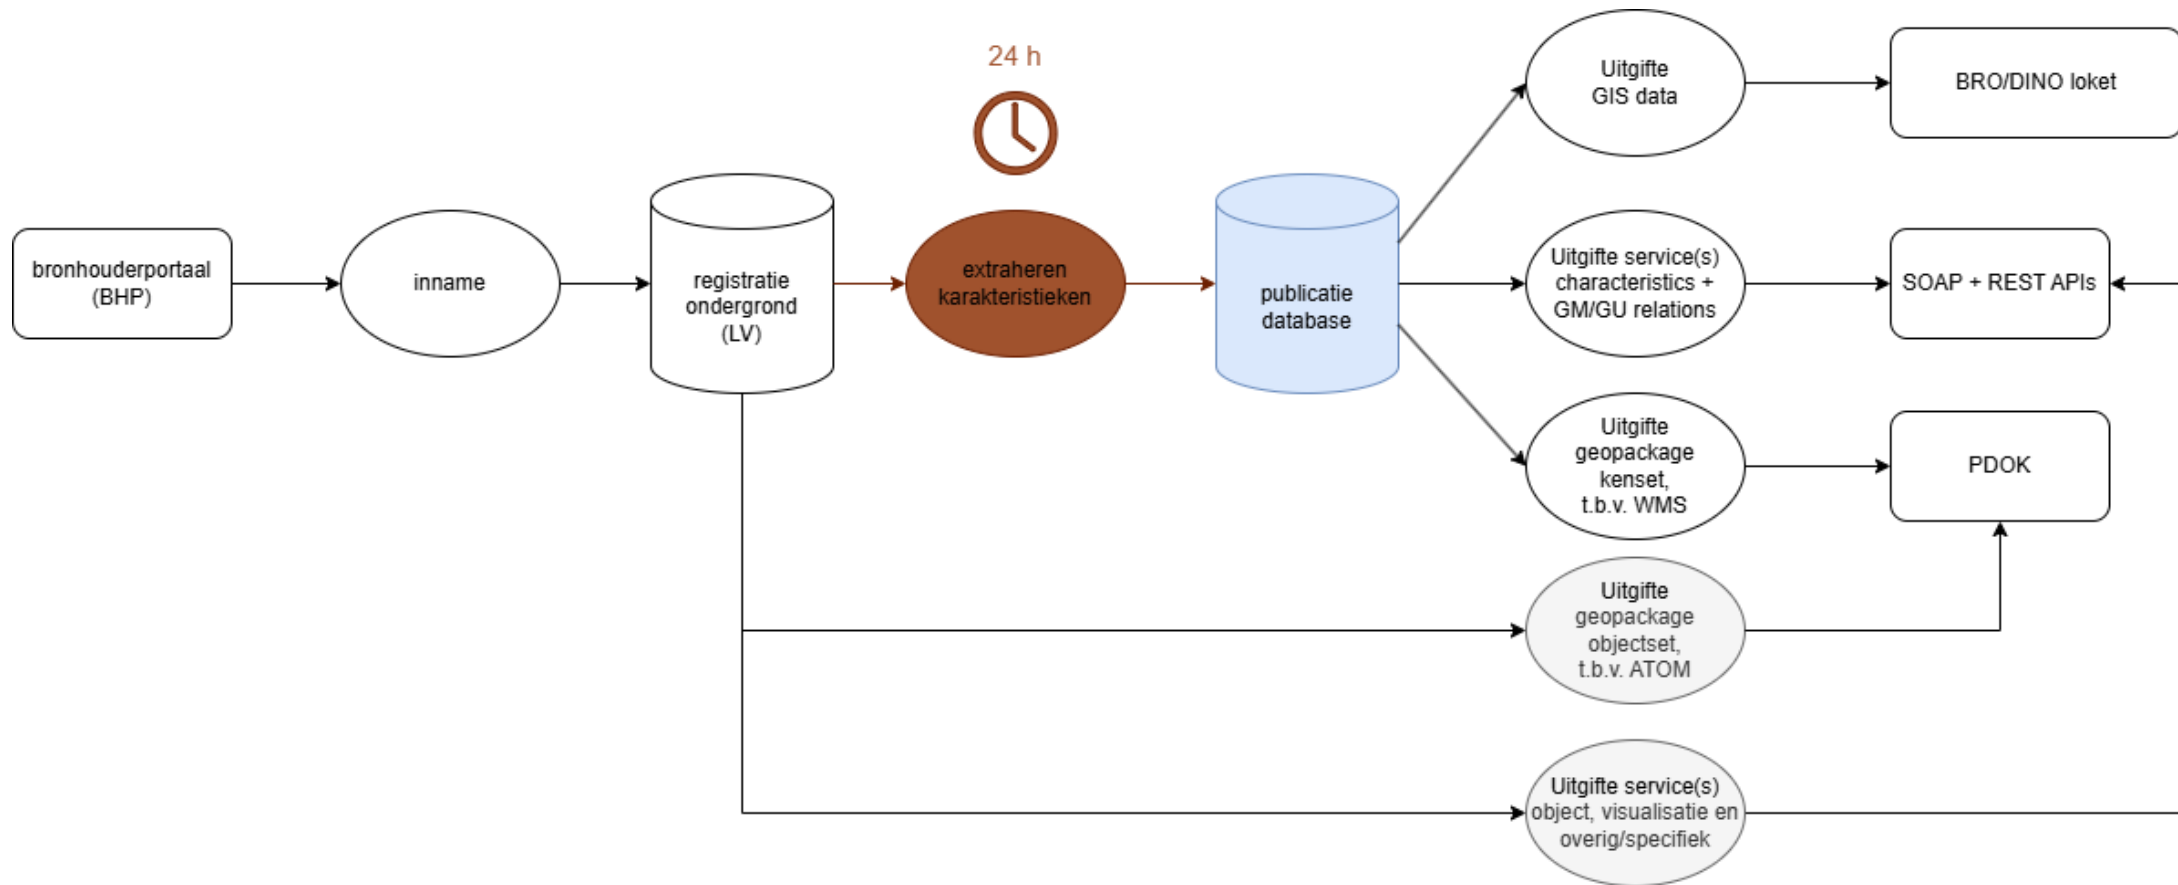 24 h
bronhouderportaal
(BHP)
inname
registratie
ondergrond
(LV)
extraheren
karakteristieken
publicatie
database
Uitgifte
GIS data
BRO/DINO loket
Uitgifte service(s)
characteristics +
GM/GU relations
SOAP + REST APIs
Uitgifte
geopackage
kenset,
t.b.v. WMS
PDOK
Uitgifte
geopackage
objectset,
t.b.v. ATOM
Uitgifte service(s)
object, visualisatie en
overig/specifiek